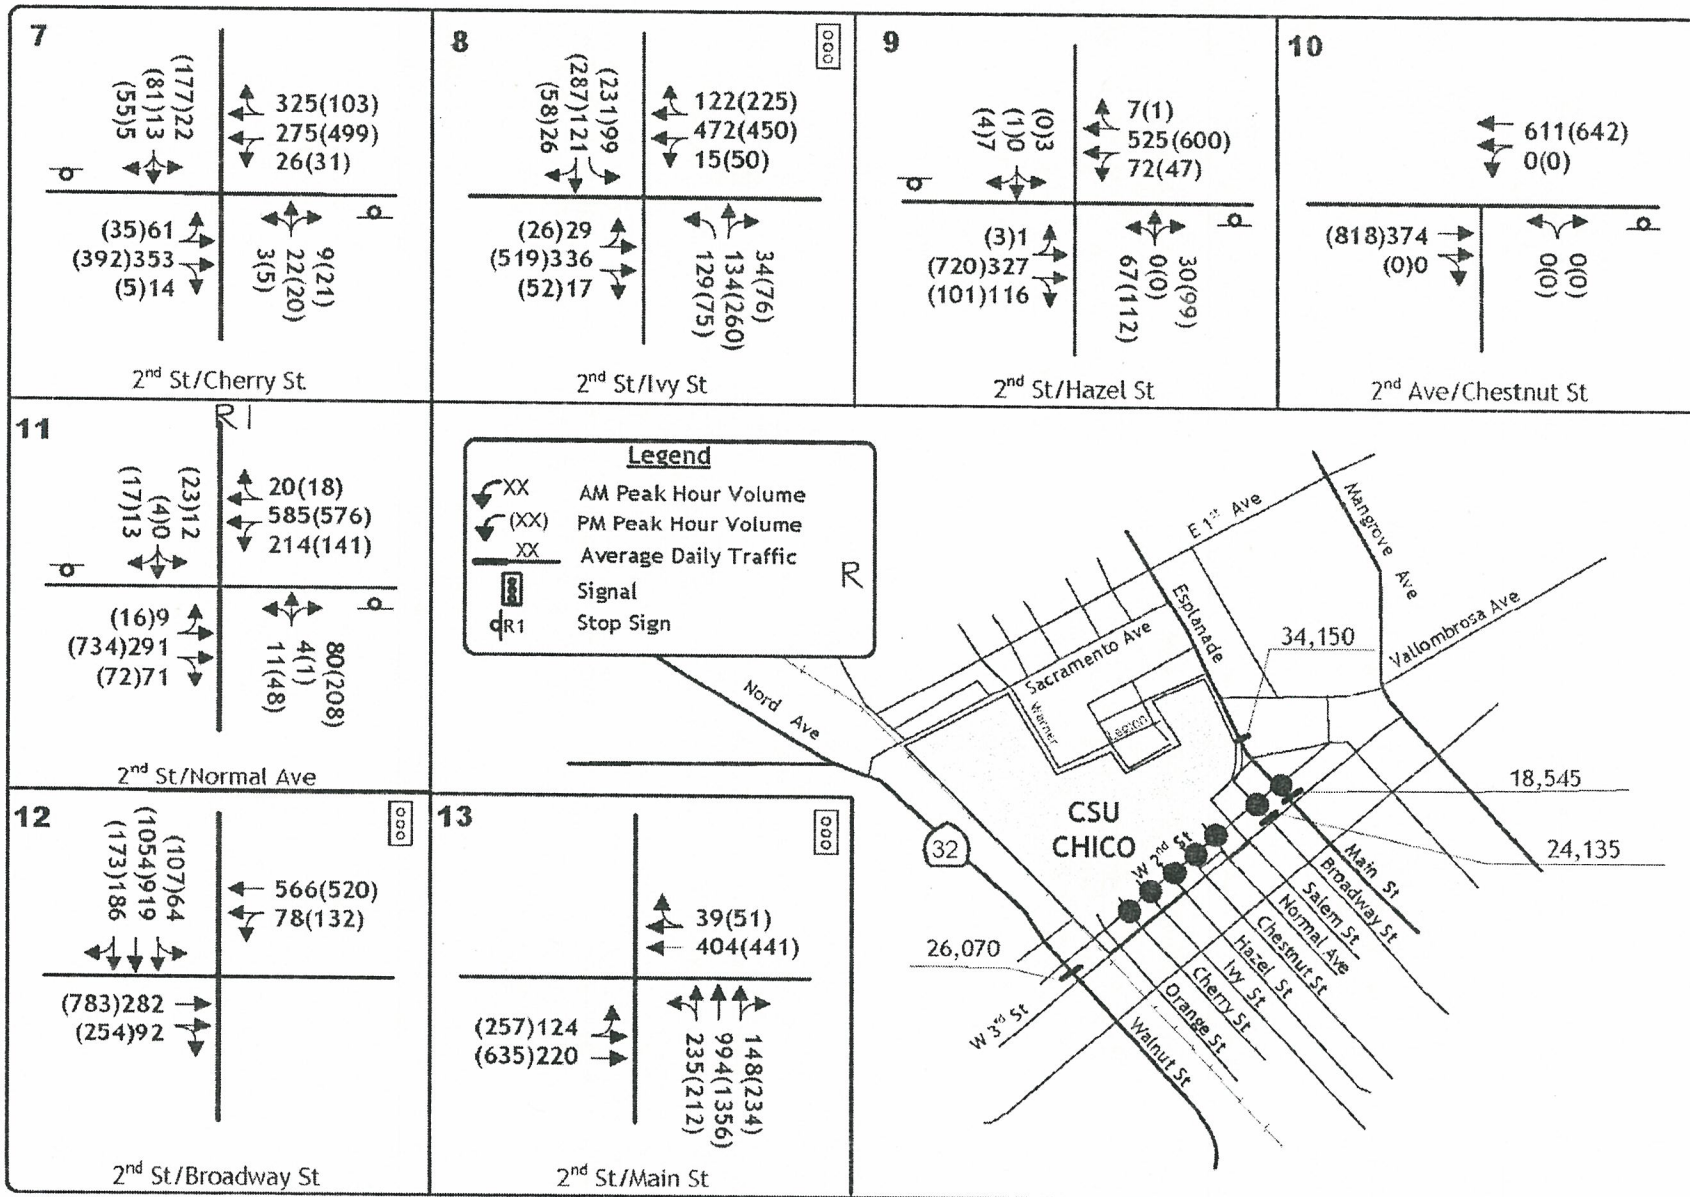 7
(177)22
(81)13
(55)5
325(103)
275(499)
26(31)
(35)61
(392)353
(5)14
9(21)
22(20)
3(5)
2nd St/Cherry St
8
(231)99
(287)121
(58)26
122(225)
472(450)
15(50)
(26)29
(519)336
(52)17
34(76)
134(260)
129(75)
2nd St/Ivy St
9
(0)3
(1)0
(4)7
7(1)
525(600)
72(47)
(3)1
(720)327
(101)116
30(99)
0(0)
67(112)
2nd St/Hazel St
10
611(642)
0(0)
(818)374
(0)0
0(0)
0(0)
2nd Ave/Chestnut St
11
R1
(23)12
(4)0
(17)13
20(18)
585(576)
214(141)
(16)9
(734)291
(72)71
80(208)
4(1)
11(48)
2nd St/Normal Ave
Legend
XX AM Peak Hour Volume
(XX) PM Peak Hour Volume
XX Average Daily Traffic
Signal
R1 Stop Sign
R
12
(107)64
(1054)919
(173)186
566(520)
78(132)
(783)282
(254)92
2nd St/Broadway St
13
39(51)
404(441)
(257)124
(635)220
148(234)
994(1356)
235(212)
2nd St/Main St
E 1st Ave
Mangrove Ave
Esplanade
Vallombrosa Ave
Sacramento Ave
34,150
Nord Ave
Warner
Legion
18,545
CSU
CHICO
W 2nd St
32
24,135
Main St
Broadway St
Salem St
Normal Ave
Chestnut St
Hazel St
Ivy St
Cherry St
Orange St
26,070
W 3rd St
Walnut St